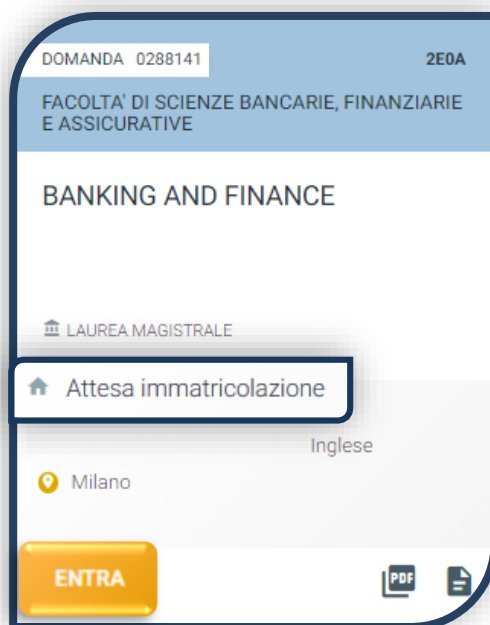 DOMANDA 0288141 2E0A
FACOLTA' DI SCIENZE BANCARIE, FINANZIARIE
E ASSICURATIVE
BANKING AND FINANCE
LAUREA MAGISTRALE
Attesa immatricolazione
Inglese
Milano
ENTRA
PDF